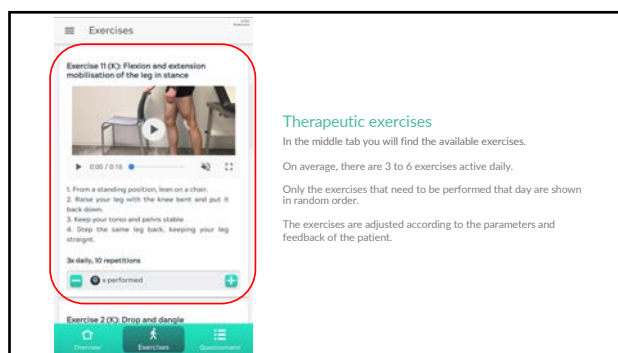 Exercises
Exercise 11 (K): Flexion and extension
mobilisation of the leg in stance
0:00 / 0:16
1. From a standing position, lean on a chair.
2. Raise your leg with the knee bent and put it
back down.
3. Keep your torso and pelvis stable
4. Step the same leg back, keeping your leg
straight.
3x daily, 10 repetitions
0 x performed
Exercise 2 (K): Drop and dangle
Overview Exercises Questionnaire
Therapeutic exercises
In the middle tab you will find the available exercises.
On average, there are 3 to 6 exercises active daily.
Only the exercises that need to be performed that day are shown
in random order.
The exercises are adjusted according to the parameters and
feedback of the patient.